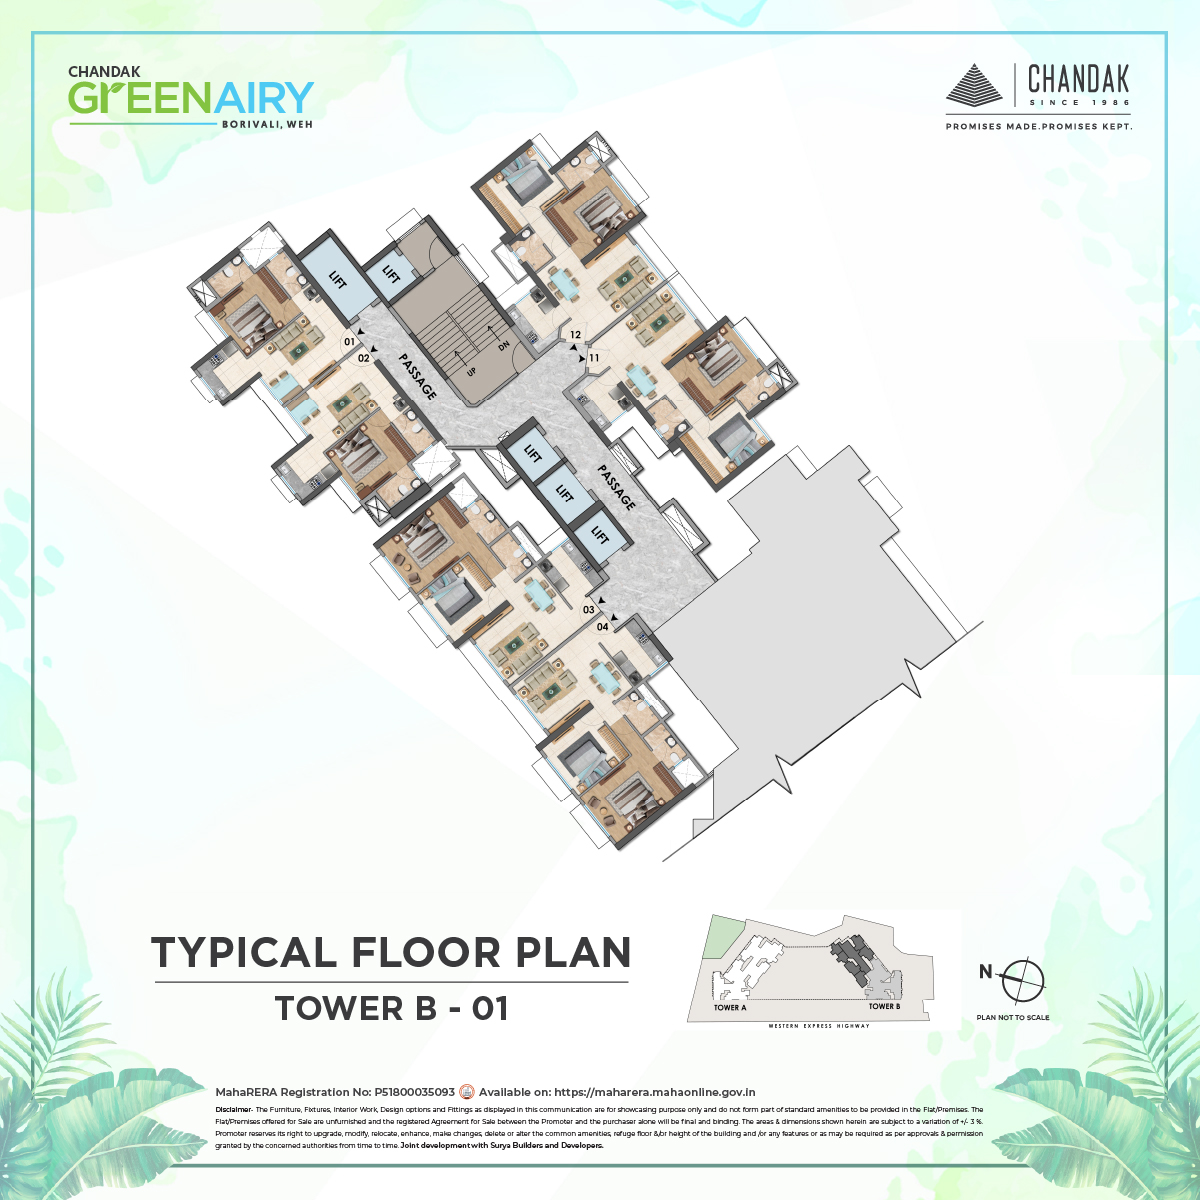 CHANDAK
GrEENAIRY
BORIVALI, WEH
CHANDAK
SINCE 1986
PROMISES MADE.PROMISES KEPT.
LIFT
LIFT
12
DN
01
02
11
UP
PASSAGE
LIFT
LIFT
PASSAGE
LIFT
03
04
TYPICAL FLOOR PLAN
TOWER B - 01
TOWER A
TOWER B
WESTERN EXPRESS HIGHWAY
N
PLAN NOT TO SCALE
MahaRERA Registration No: P51800035093 Available on: https://maharera.mahaonline.gov.in
Disclaimer- The Furniture, Fixtures, Interior Work, Design options and Fittings as displayed in this communication are for showcasing purpose only and do not form part of standard amenities to be provided in the Flat/Premises. The
Flat/Premises offered for Sale are unfurnished and the registered Agreement for Sale between the Promoter and the purchaser alone will be final and binding. The areas & dimensions shown herein are subject to a variation of +/- 3 %.
Promoter reserves its right to upgrade, modify, relocate, enhance, make changes, delete or alter the common amenities, refuge floor &/or height of the building and /or any features or as may be required as per approvals & permission
granted by the concerned authorities from time to time. Joint development with Surya Builders and Developers.